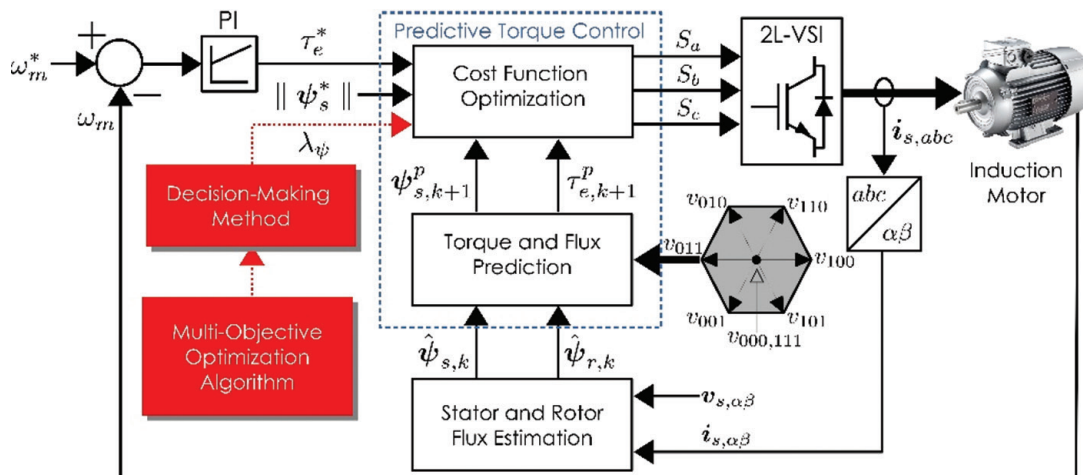 PI
Predictive Torque Control
2L-VSI
ω*m
+
−
τ*e
‖ ψ*s ‖
Cost Function
Optimization
Sa
Sb
Sc
ωm
λψ
is,abc
Induction
Motor
Decision-Making
Method
ψᵖs,k+1
τᵖe,k+1
abc
αβ
Torque and Flux
Prediction
v010
v110
v011
v100
v001
v101
v000,111
Multi-Objective
Optimization
Algorithm
ψ̂s,k
ψ̂r,k
Stator and Rotor
Flux Estimation
vs,αβ
is,αβ